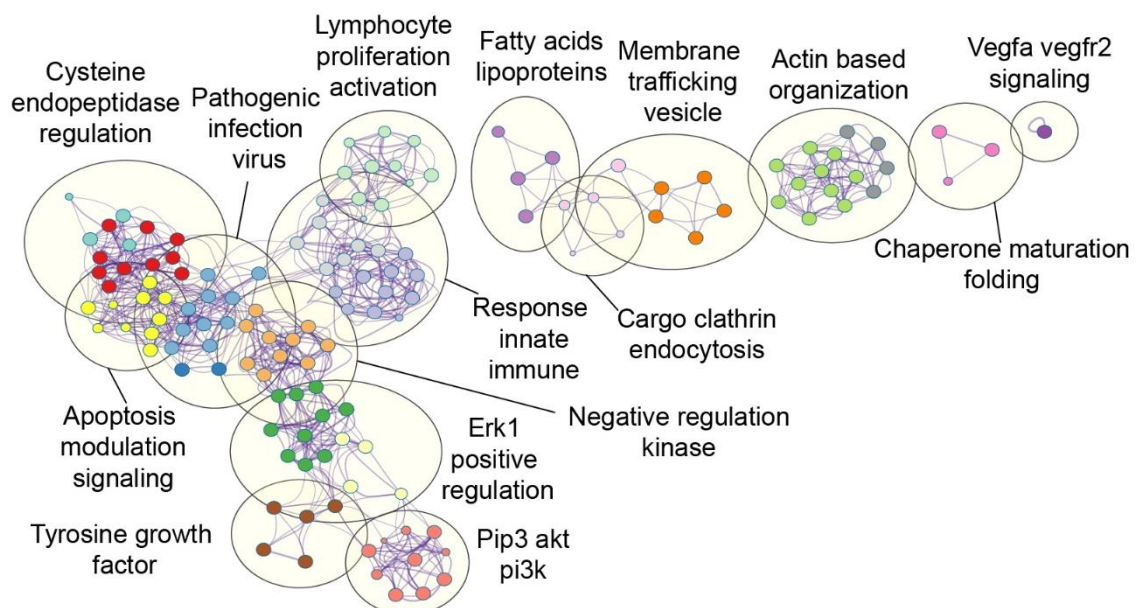 Cysteine
endopeptidase
regulation
Pathogenic
infection
virus
Lymphocyte
proliferation
activation
Fatty acids
lipoproteins
Membrane
trafficking
vesicle
Actin based
organization
Vegfa vegfr2
signaling
Chaperone maturation
folding
Response
innate
immune
Cargo clathrin
endocytosis
Apoptosis
modulation
signaling
Erk1
positive
regulation
Negative regulation
kinase
Tyrosine growth
factor
Pip3 akt
pi3k